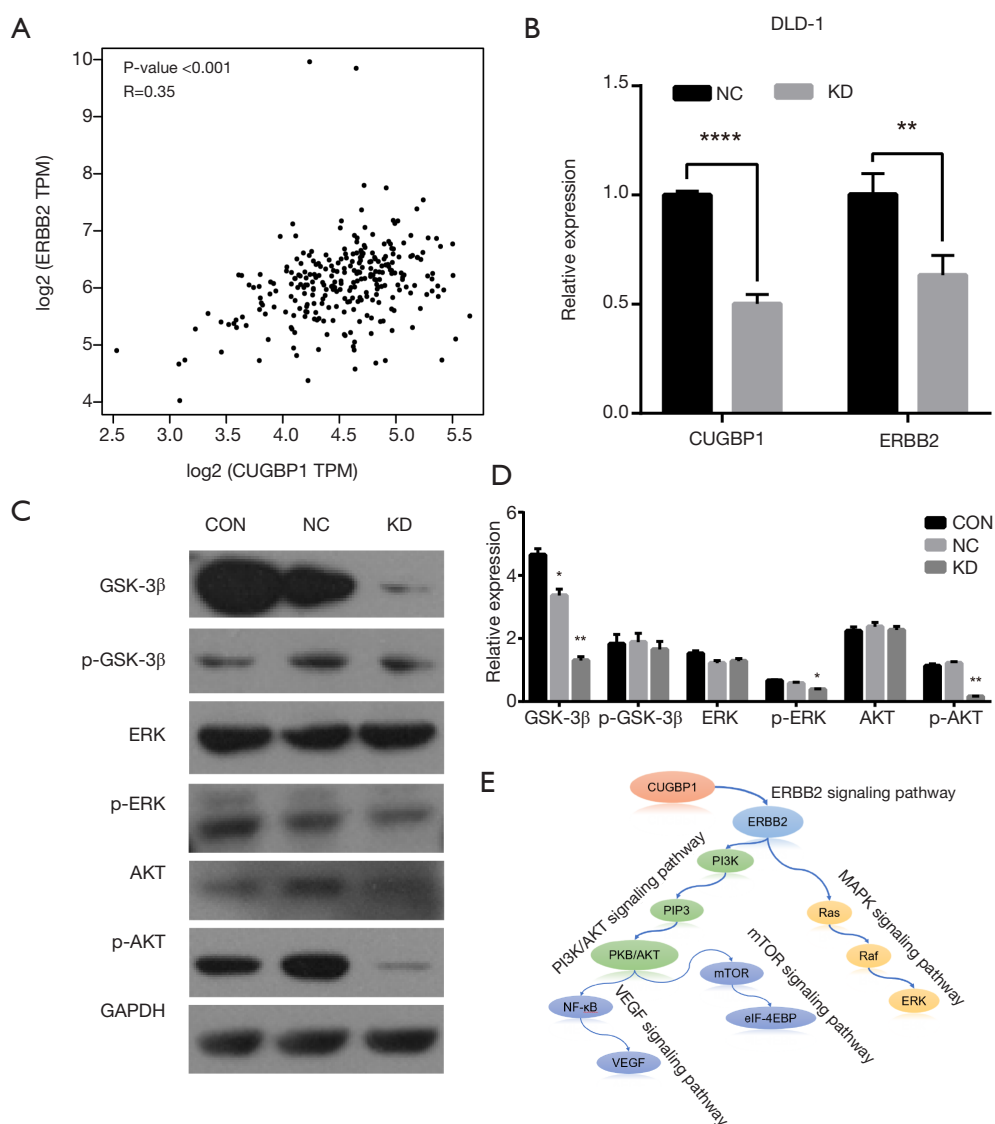 A
P-value <0.001
R=0.35
10
9
8
7
6
5
4
log2 (ERBB2 TPM)
2.5 3.0 3.5 4.0 4.5 5.0 5.5
log2 (CUGBP1 TPM)
B
DLD-1
NC KD
1.5
1.0
0.5
0.0
Relative expression
**** **
CUGBP1 ERBB2
C
CON NC KD
GSK-3β
p-GSK-3β
ERK
p-ERK
AKT
p-AKT
GAPDH
D
CON
NC
KD
6
4
2
0
Relative expression
* ** * **
GSK-3β p-GSK-3β ERK p-ERK AKT p-AKT
E
CUGBP1
ERBB2 signaling pathway
ERBB2
PI3K
PIP3
PKB/AKT
PI3K/AKT signaling pathway
NF-κB
VEGF
VEGF signaling pathway
mTOR
eIF-4EBP
mTOR signaling pathway
Ras
Raf
ERK
MAPK signaling pathway